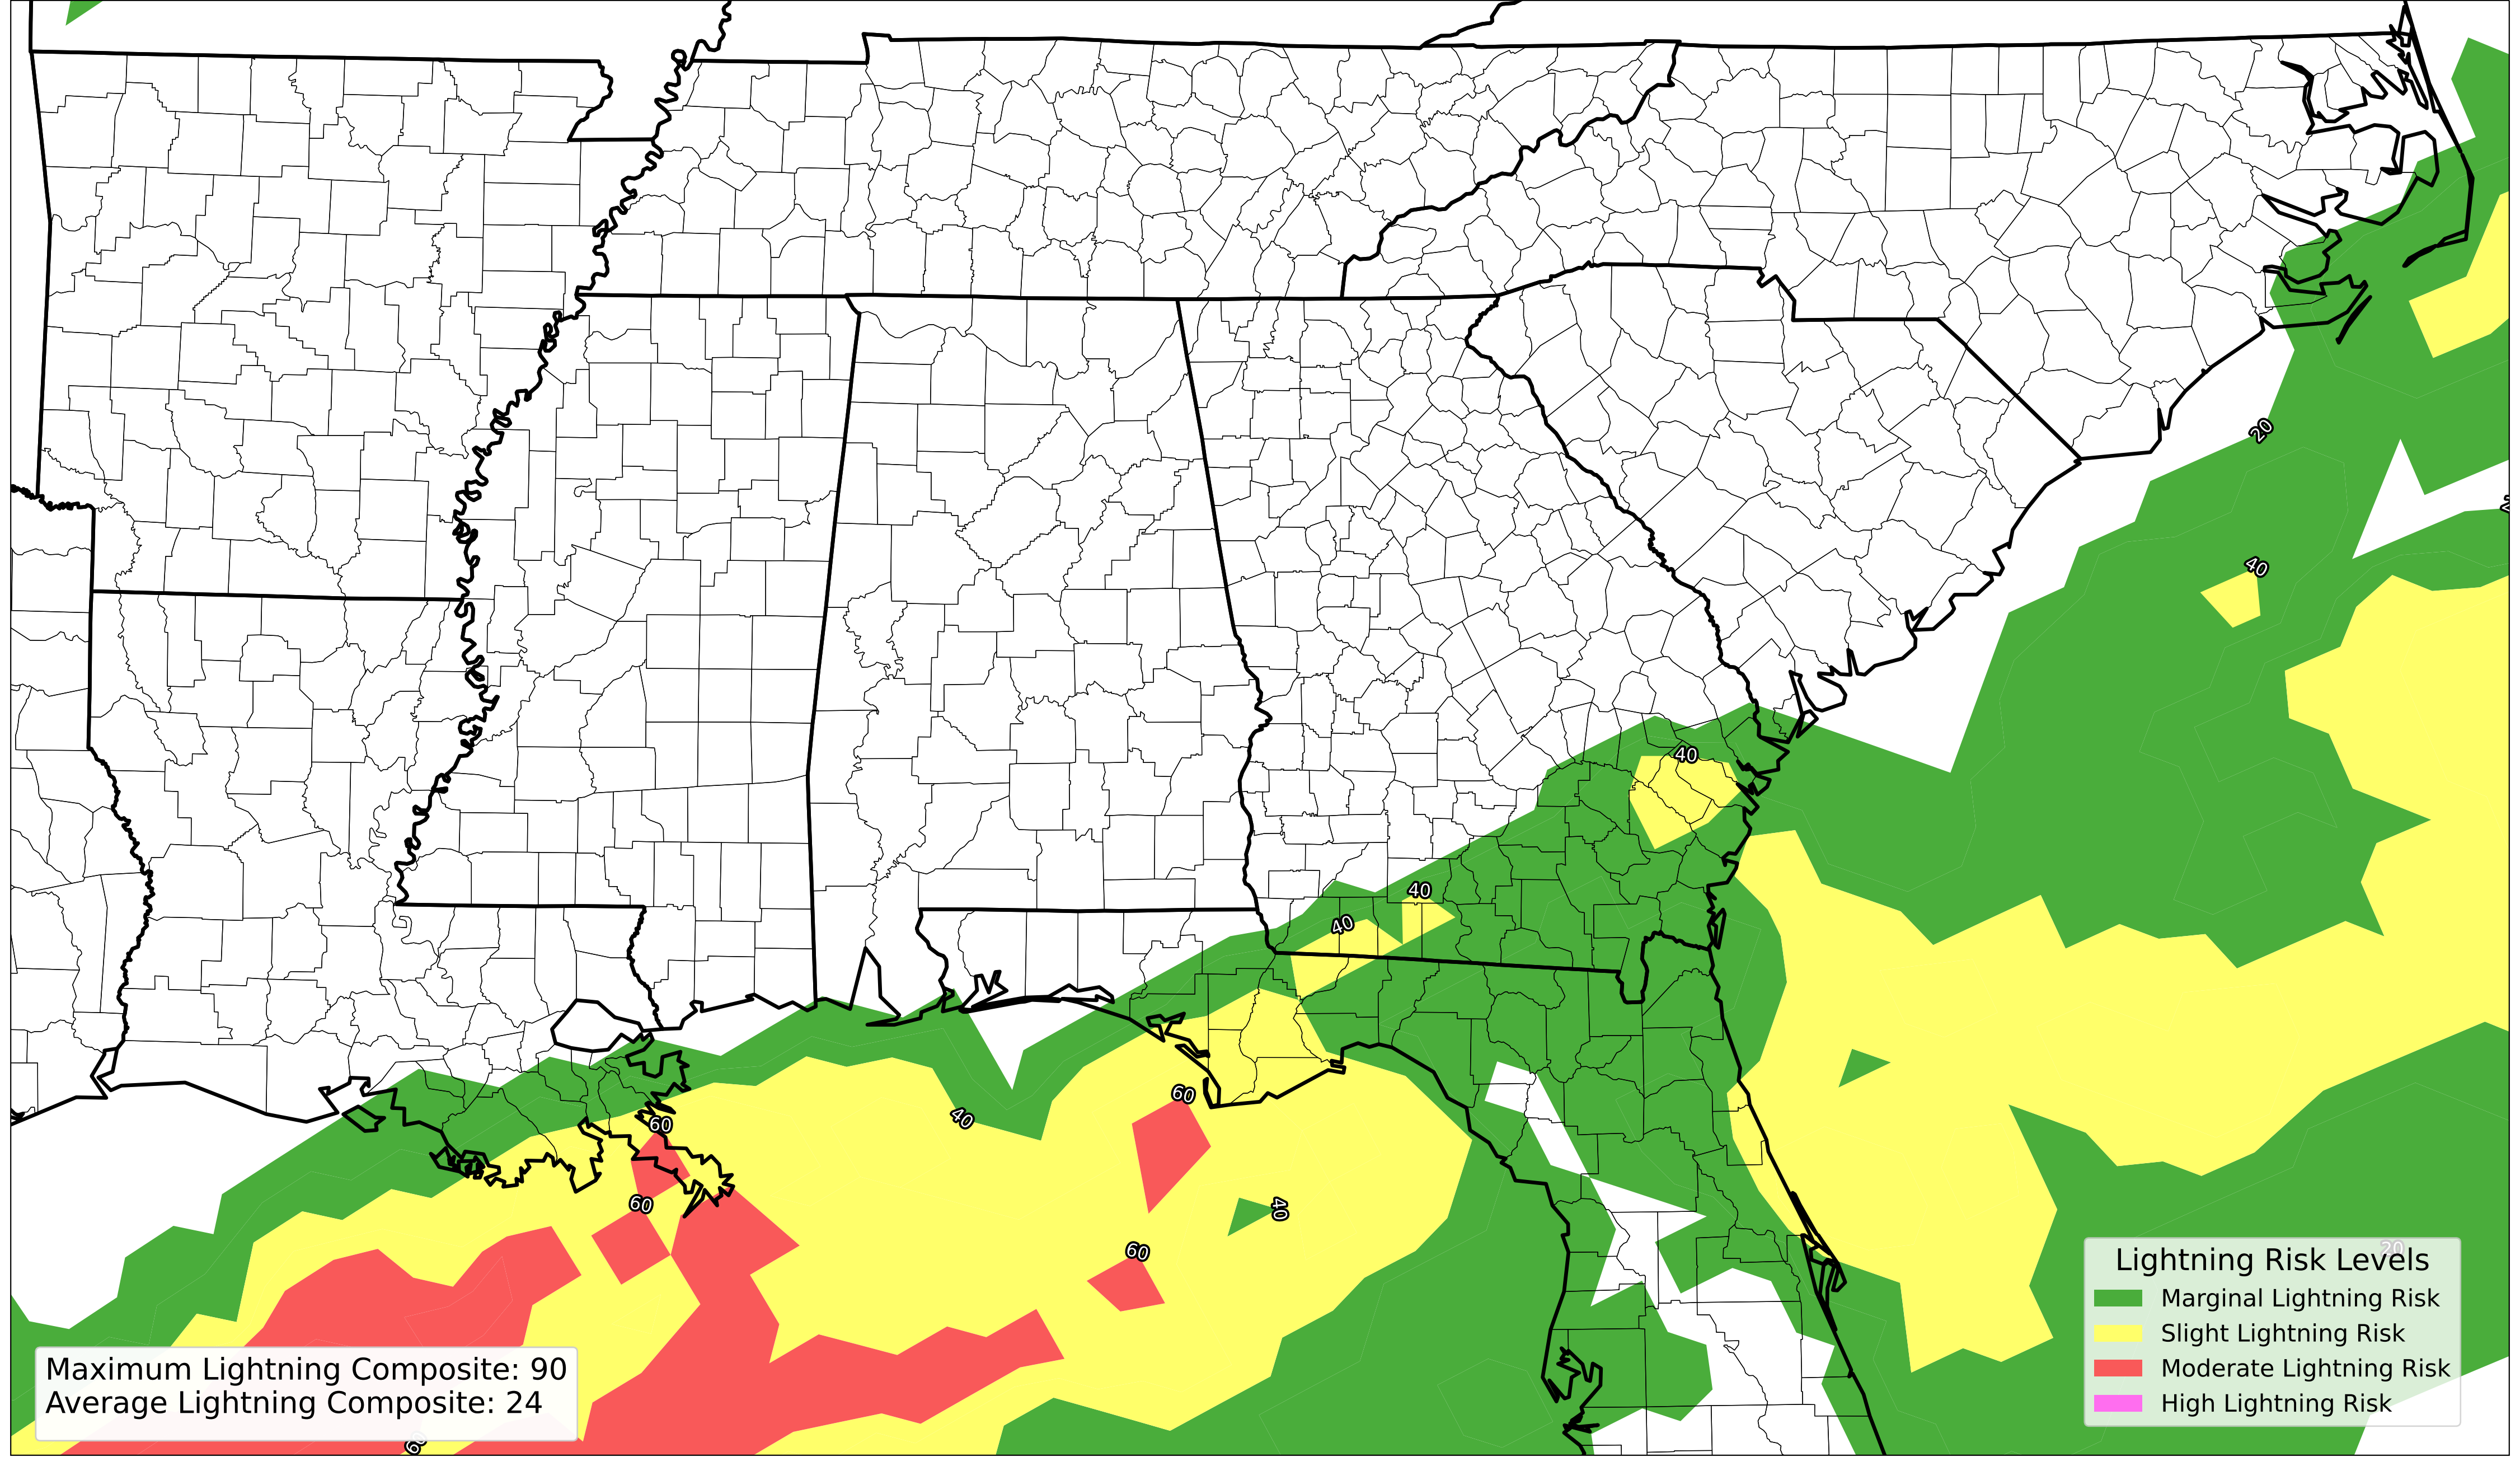 20
40
40
40
40
60
40
60
60
40
60
20
Lightning Risk Levels
Marginal Lightning Risk
Slight Lightning Risk
Moderate Lightning Risk
High Lightning Risk
Maximum Lightning Composite: 90
Average Lightning Composite: 24